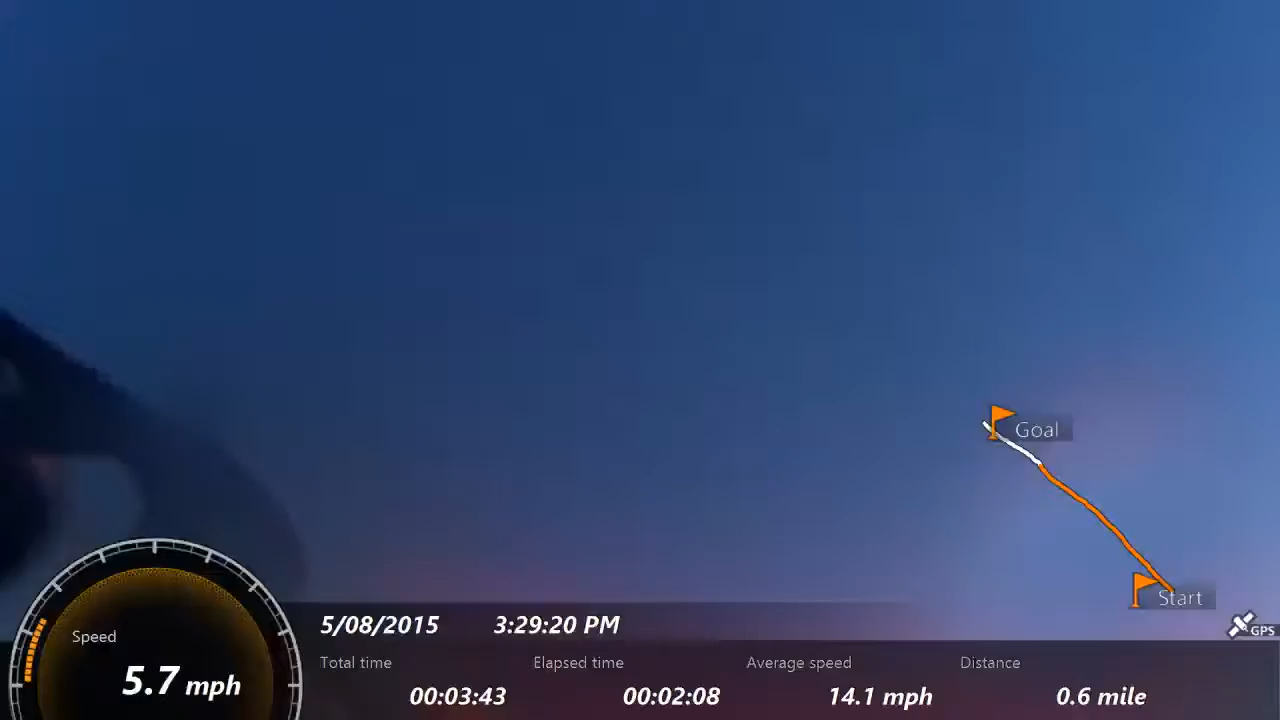 Goal
Start
GPS
5/08/2015 3:29:20 PM
Speed
5.7 mph
Total time Elapsed time Average speed Distance
00:03:43 00:02:08 14.1 mph 0.6 mile